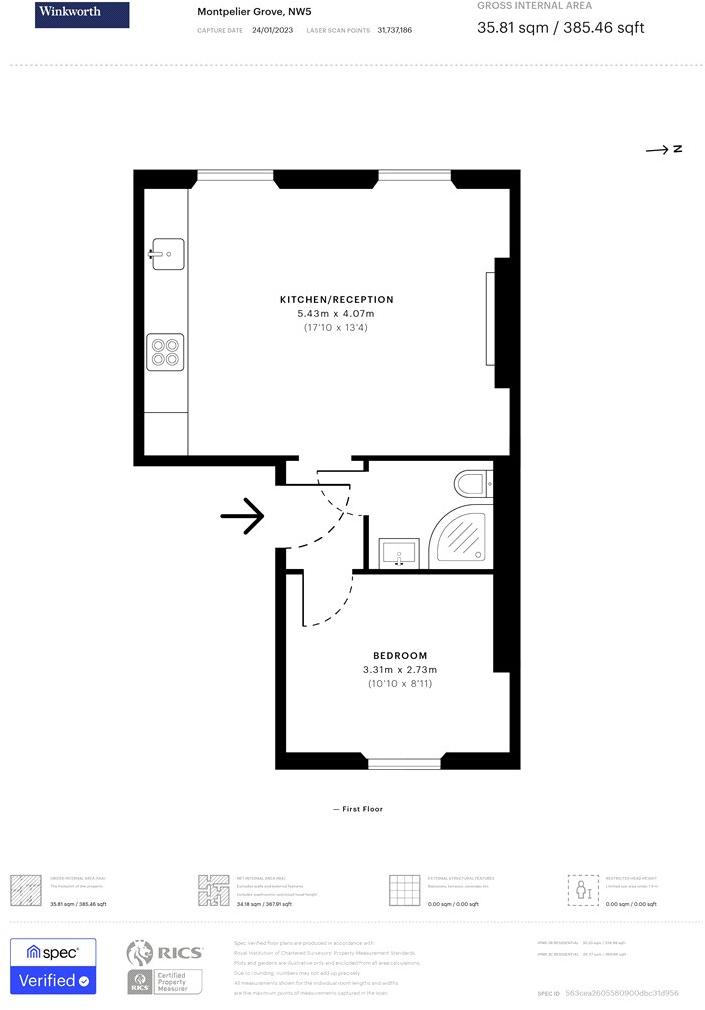 Winkworth
Montpelier Grove, NW5
CAPTURE DATE 24/01/2023 LASER SCAN POINTS 31,737,186
GROSS INTERNAL AREA
35.81 sqm / 385.46 sqft
N
KITCHEN/RECEPTION
5.43m x 4.07m
(17'10 x 13'4)
BEDROOM
3.31m x 2.73m
(10'10 x 8'11)
— First Floor
GROSS INTERNAL AREA (GIA)
The footprint of the property
35.81 sqm / 385.46 sqft
NET INTERNAL AREA (NIA)
Excludes walls and external features
Includes washrooms, restricted head height
34.18 sqm / 367.91 sqft
EXTERNAL STRUCTURAL FEATURES
Balconies, terraces, verandas etc.
0.00 sqm / 0.00 sqft
RESTRICTED HEAD HEIGHT
Limited use area under 1.5 m
0.00 sqm / 0.00 sqft
spec
Verified
RICS
RICS
Certified
Property
Measurer
Spec Verified floor plans are produced in accordance with
Royal Institution of Chartered Surveyors' Property Measurement Standards.
Plots and gardens are illustrative only and excluded from all area calculations.
Due to rounding, numbers may not add up precisely.
All measurements shown for the individual room lengths and widths
are the maximum points of measurements captured in the scan.
IPMS 3B RESIDENTIAL
IPMS 3C RESIDENTIAL
SPEC ID 563cea2605580900dbc31d956